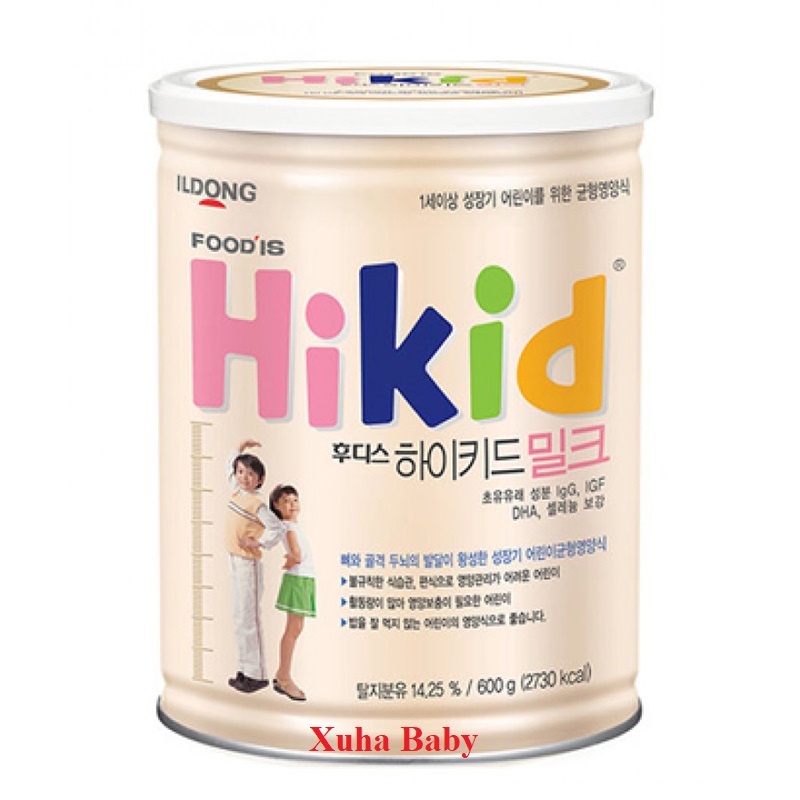 Hikid
ILDONG
1세이상 성장기 어린이를 위한 균형영양식
FOOD'IS
Hikid®
후디스 하이키드 밀크
초유유래 성분 IgG, IGF
DHA, 셀레늄 보강
뼈와 골격 두뇌의 발달이 왕성한 성장기 어린이균형영양식
▶불규칙한 식습관, 편식으로 영양관리가 어려운 어린이
▶활동량이 많아 영양보충이 필요한 어린이
▶밥을 잘 먹지 않는 어린이의 영양식으로 좋습니다.
탈지분유 14.25 % / 600 g (2730 kcal)
Xuha Baby